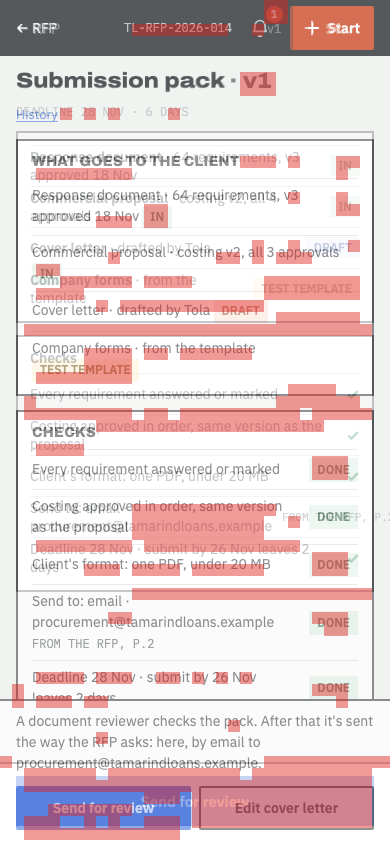 ← RFP
TL-RFP-2026-014
v1
1
+ Start
Submission pack · v1
DEADLINE 28 NOV · 6 DAYS
History
WHAT GOES TO THE CLIENT
Response document · 64 requirements, v3
approved 18 Nov IN
Commercial proposal · costing v2, all 3 approvals
IN
Cover letter · drafted by Tola DRAFT
Company forms · from the template
TEST TEMPLATE
CHECKS
Every requirement answered or marked DONE
Costing approved in order, same version
as the proposal DONE
Client's format: one PDF, under 20 MB DONE
Send to: email ·
procurement@tamarindloans.example DONE
FROM THE RFP, P.2
Deadline 28 Nov · submit by 26 Nov
leaves 2 DONE
A document reviewer checks the pack. After that it's sent
the way the RFP asks: here, by email to
procurement@tamarindloans.example.
Send for review
Edit cover letter